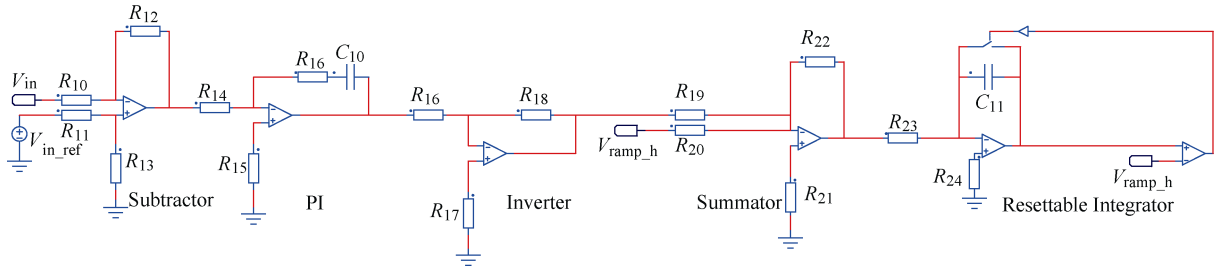 R12
Vin
R10
R11
Vin_ref
R13
Subtractor
R14
R16
C10
R15
PI
R16
R18
R17
Inverter
R19
Vramp_h
R20
R22
R21
Summator
R23
C11
R24
Vramp_h
Resettable Integrator